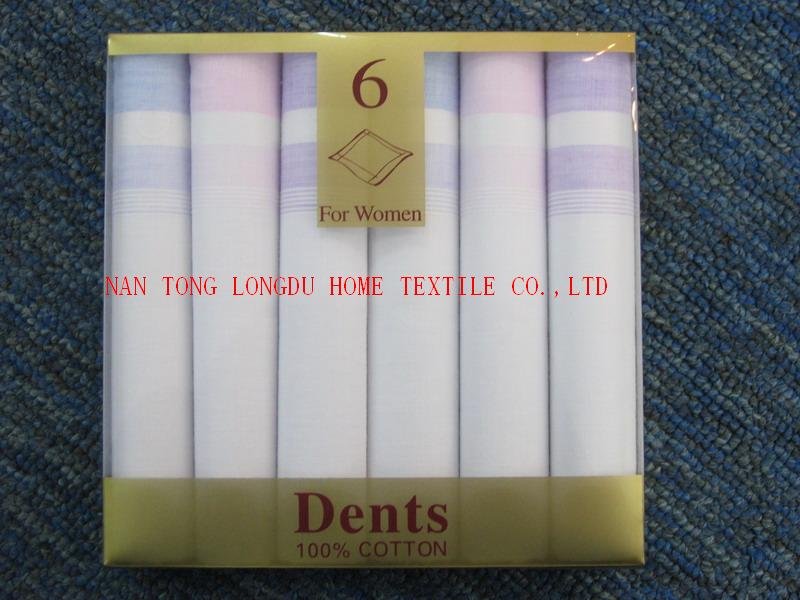 6
For Women
NAN TONG LONGDU HOME TEXTILE CO.,LTD
Dents
100% COTTON